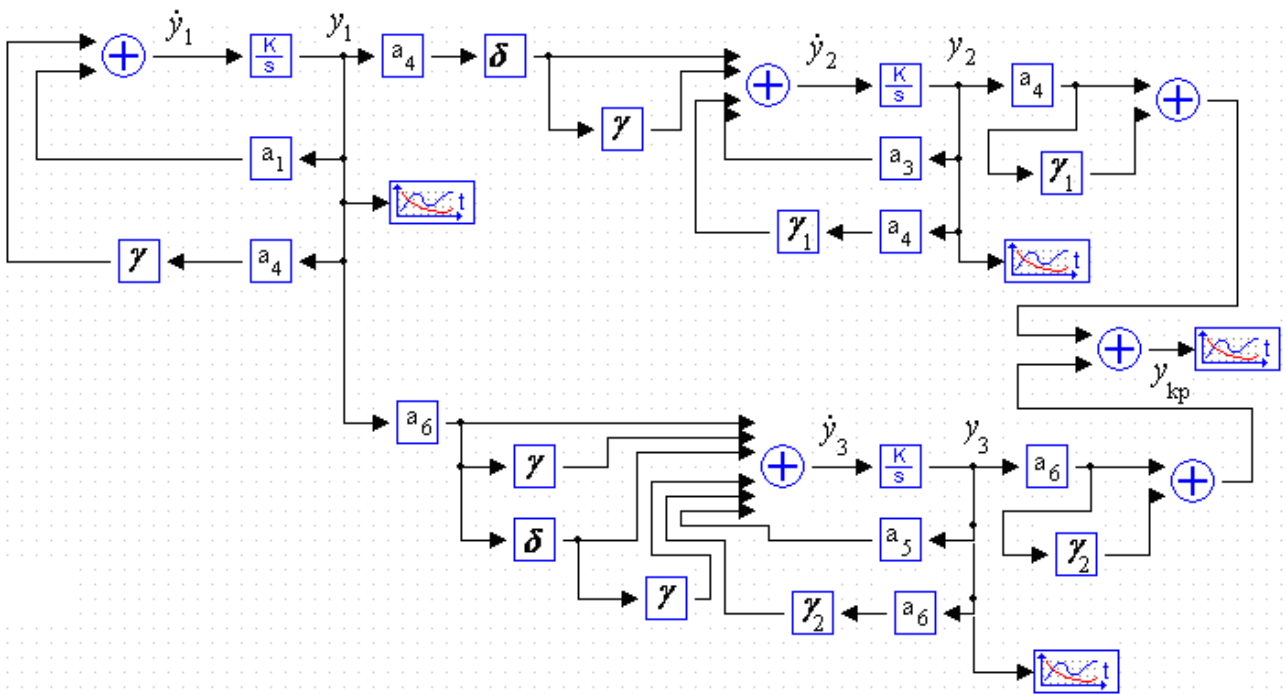 ẏ₁ K/s y₁ a₄ δ ẏ₂ K/s y₂ a₄
γ γ₁
a₁ a₃
t
γ a₄ γ₁ a₄
t
t
y_kp
a₆ ẏ₃ K/s y₃ a₆
γ
δ a₅ γ₂
γ γ₂ a₆
t